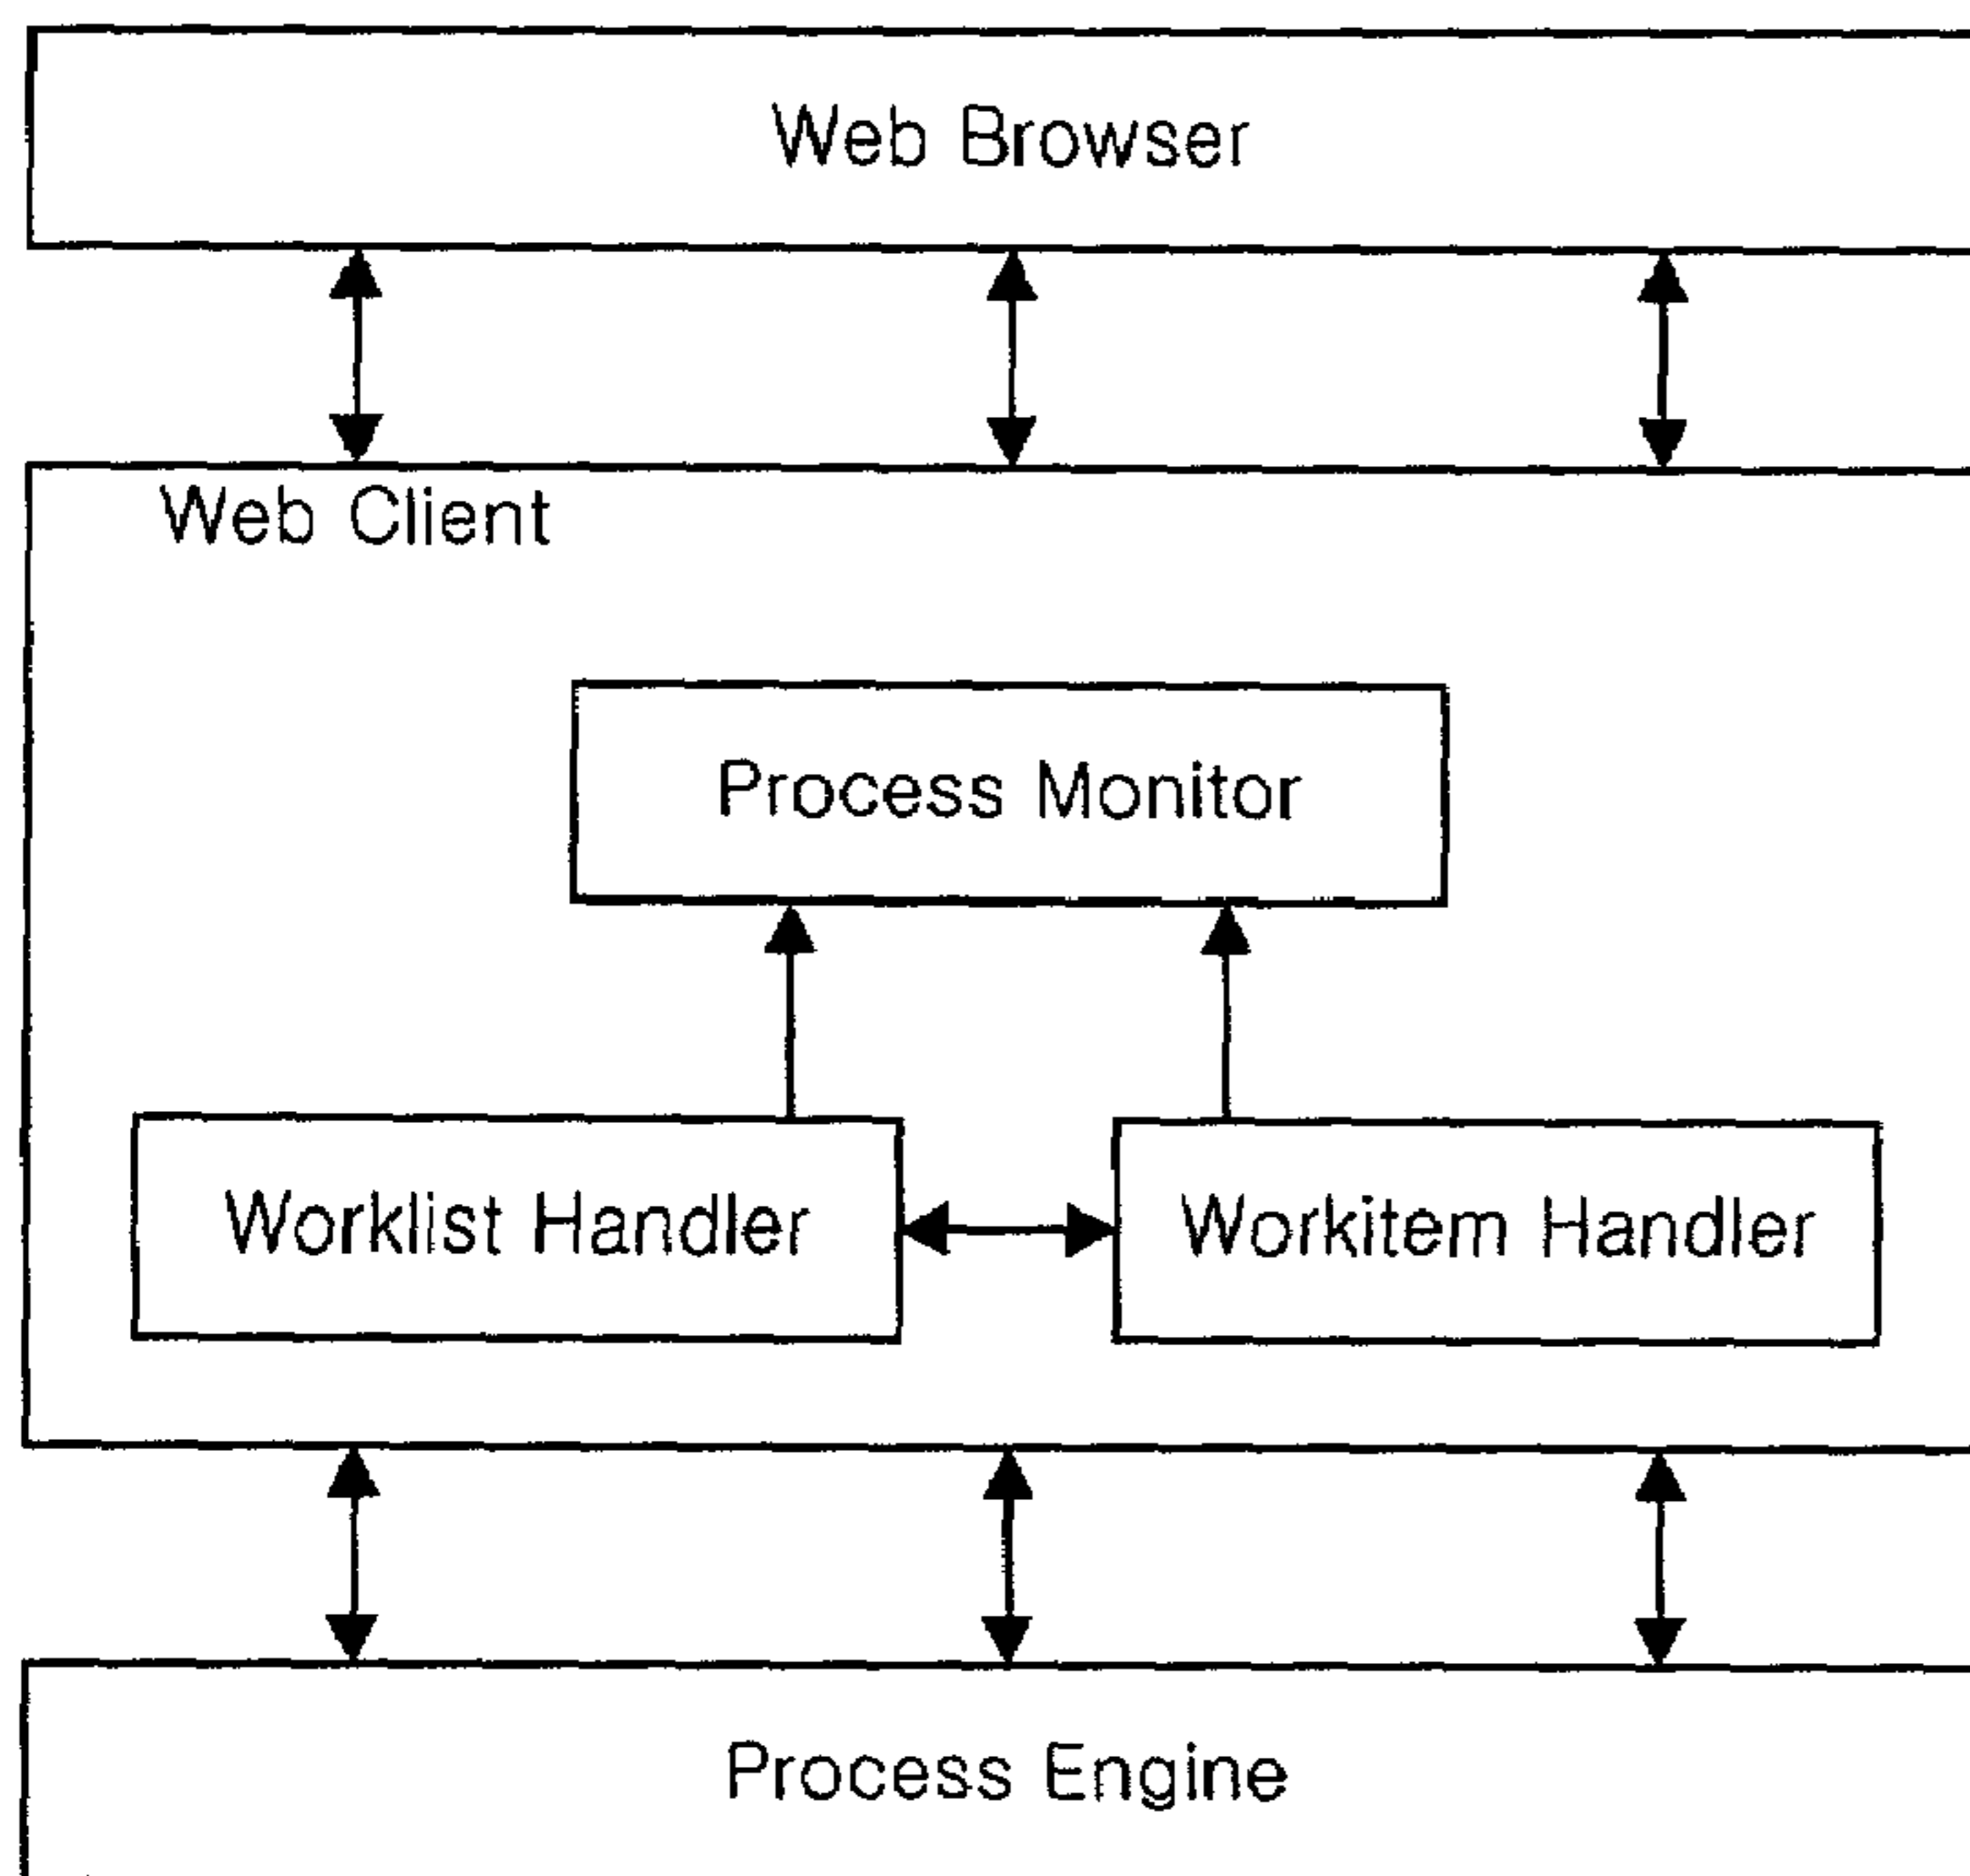 Web Browser
Web Client
Process Monitor
Worklist Handler
Workitem Handler
Process Engine